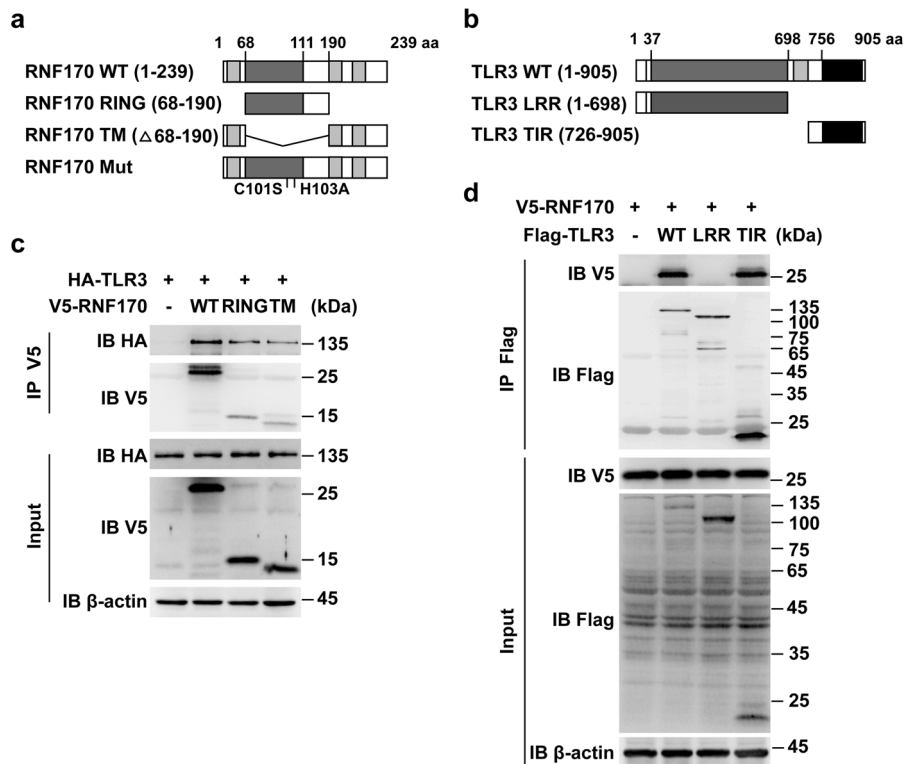 a
1 68 111 190 239 aa
RNF170 WT (1-239)
RNF170 RING (68-190)
RNF170 TM (△68-190)
RNF170 Mut
C101S H103A
b
1 37 698 756 905 aa
TLR3 WT (1-905)
TLR3 LRR (1-698)
TLR3 TIR (726-905)
c
HA-TLR3 + + + +
V5-RNF170 - WT RING TM (kDa)
IP V5
IB HA 135
IB V5 25
15
Input
IB HA 135
IB V5 25
15
IB β-actin 45
d
V5-RNF170 + + + +
Flag-TLR3 - WT LRR TIR (kDa)
IP Flag
IB V5 25
IB Flag
135
100
75
65
45
35
25
Input
IB V5 25
IB Flag
135
100
75
65
45
35
25
IB β-actin 45